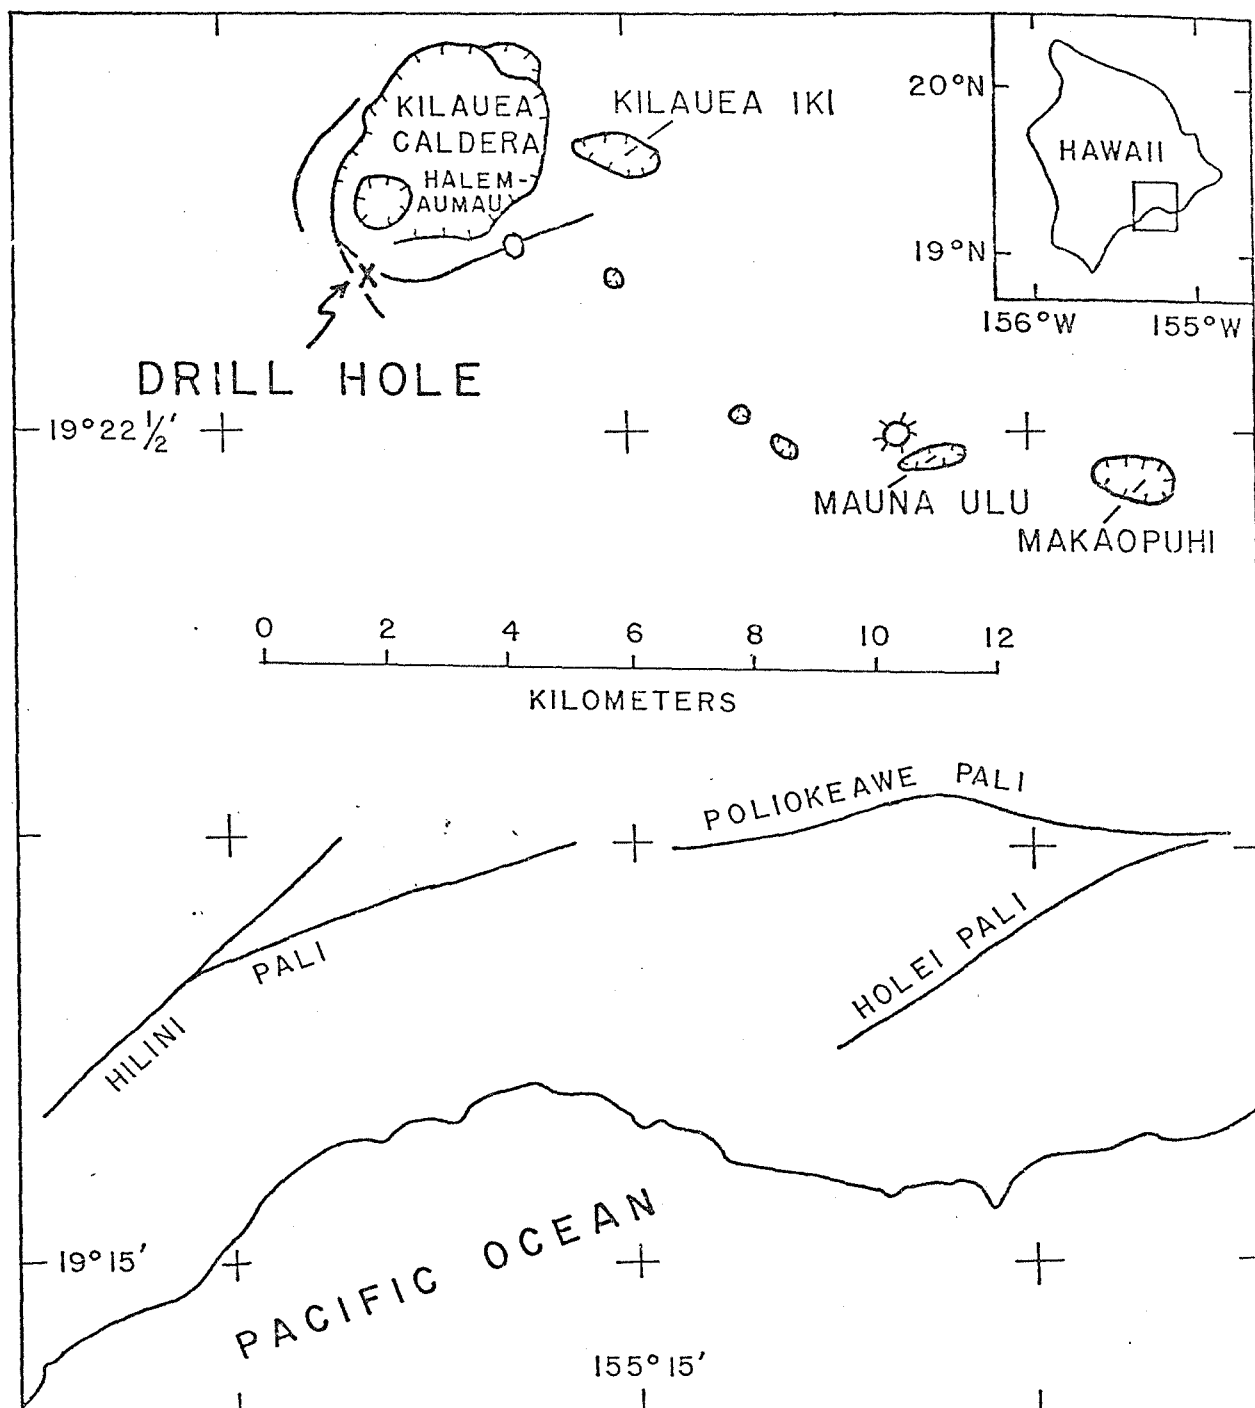 KILAUEA
CALDERA
HALEM-
AUMAU
KILAUEA IKI
20°N
HAWAII
19°N
156°W 155°W
X
DRILL HOLE
19°22½'
MAUNA ULU
MAKAOPUHI
0 2 4 6 8 10 12
KILOMETERS
POLIOKEAWE PALI
HOLEI PALI
HILINI PALI
19°15'
PACIFIC OCEAN
155°15'